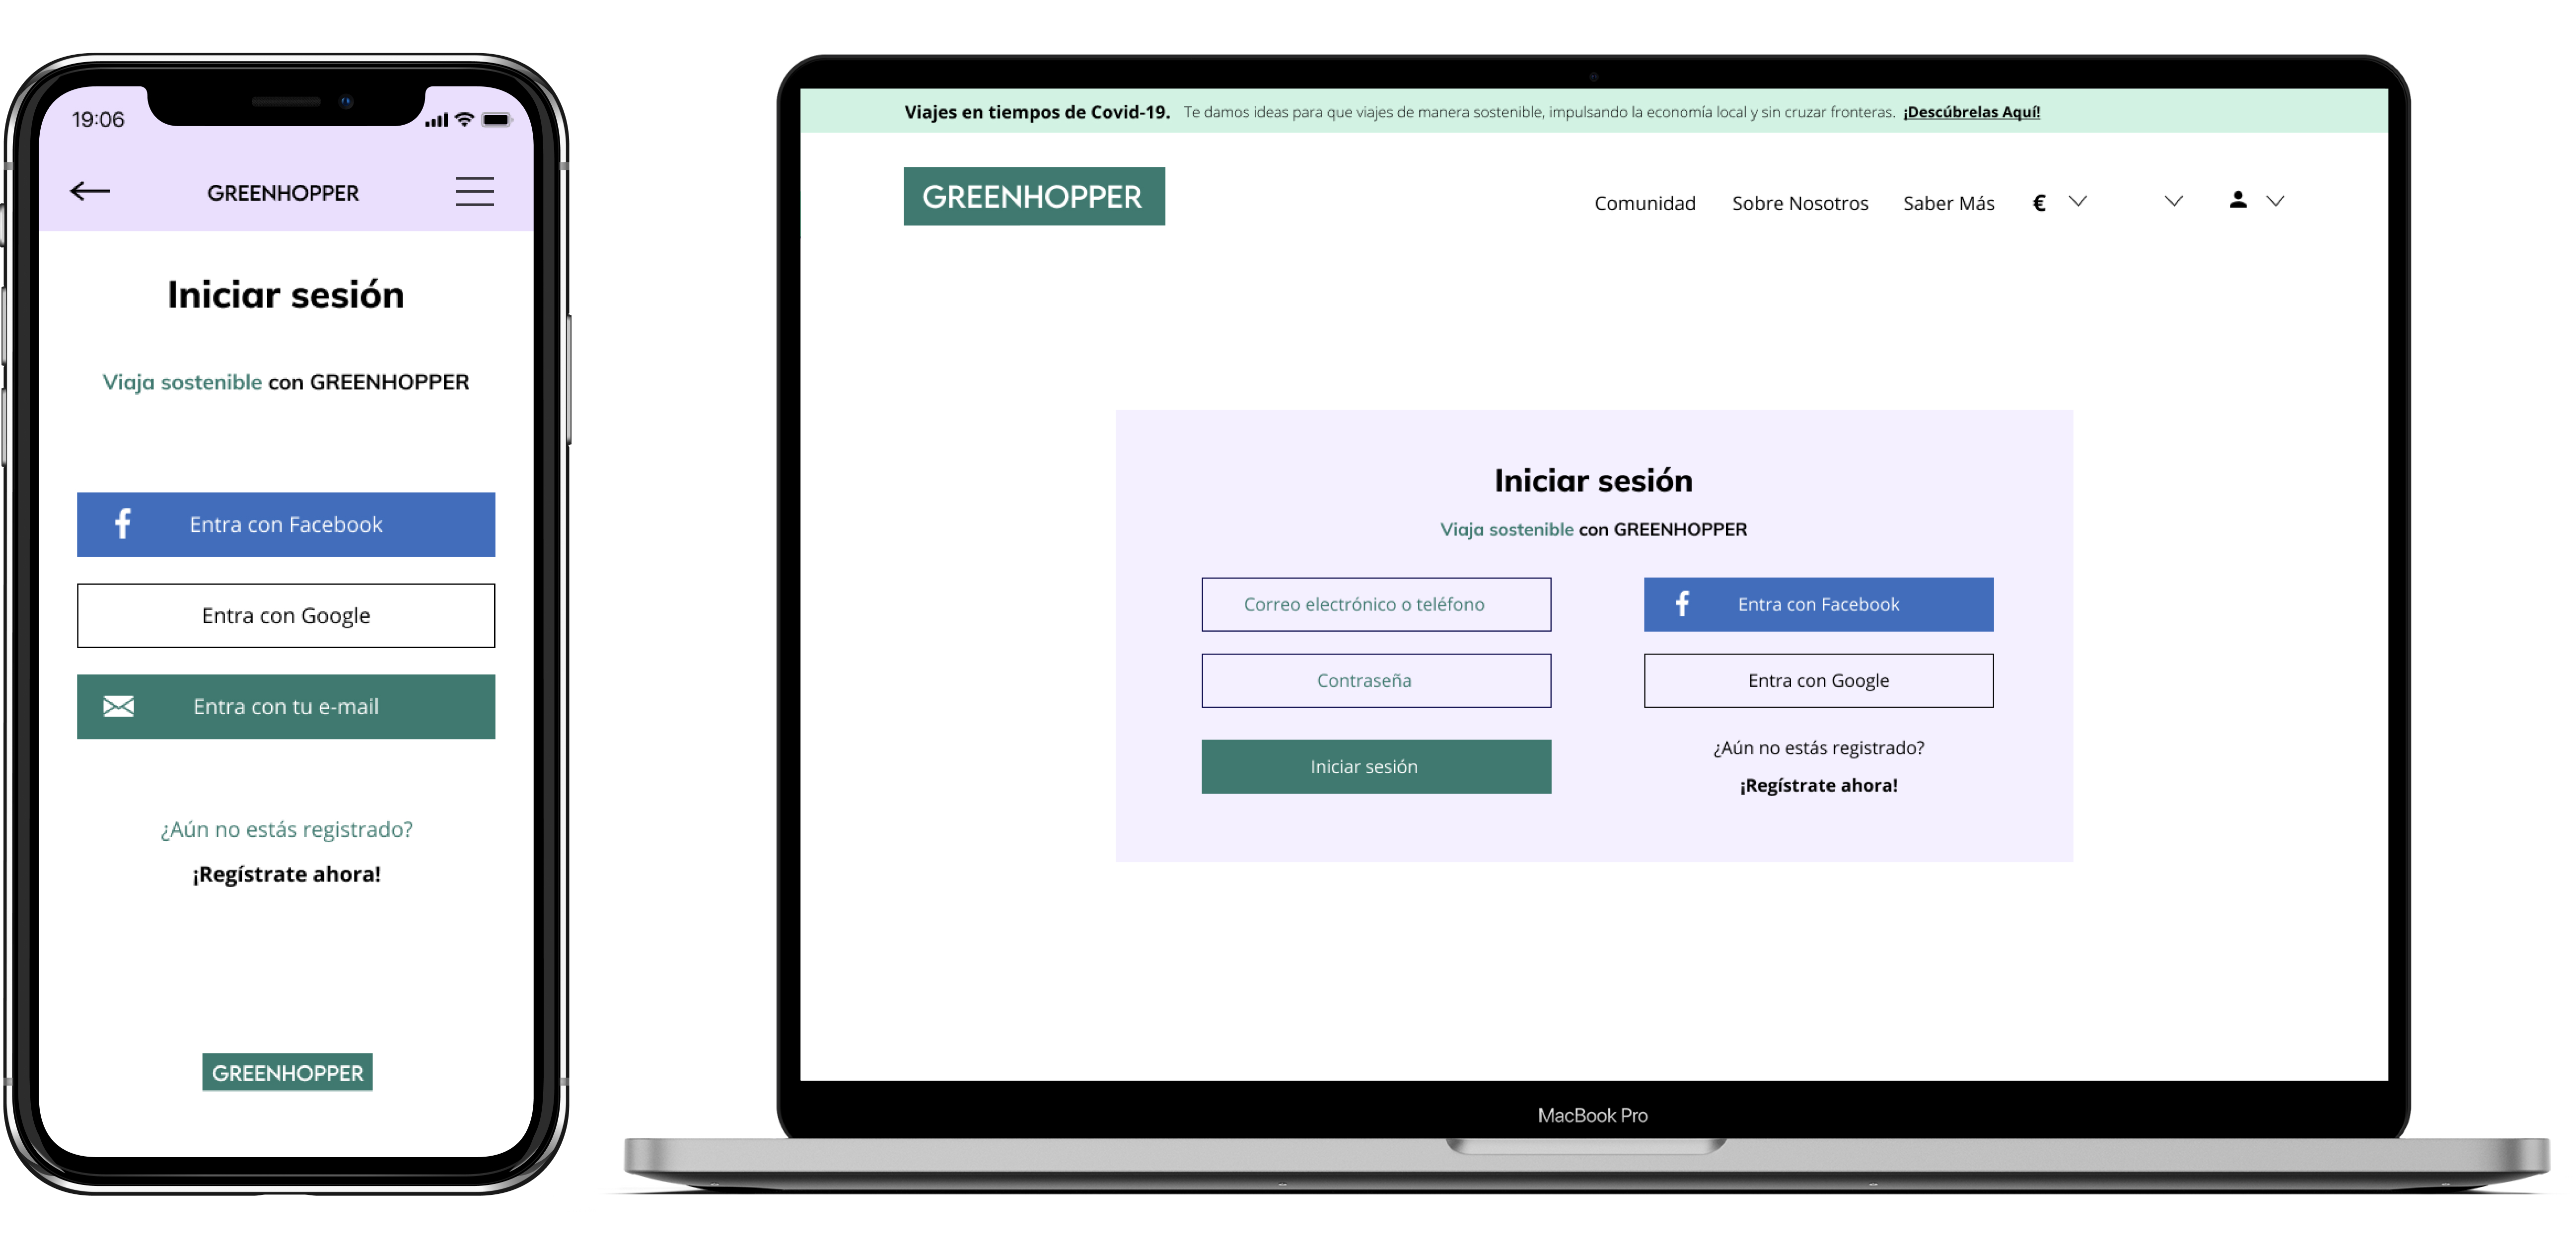 19:06
GREENHOPPER
Iniciar sesión
Viaja sostenible con GREENHOPPER
Entra con Facebook
Entra con Google
Entra con tu e-mail
¿Aún no estás registrado?
¡Regístrate ahora!
GREENHOPPER
Viajes en tiempos de Covid-19. Te damos ideas para que viajes de manera sostenible, impulsando la economía local y sin cruzar fronteras. ¡Descúbrelas Aquí!
GREENHOPPER
Comunidad Sobre Nosotros Saber Más €
Iniciar sesión
Viaja sostenible con GREENHOPPER
Correo electrónico o teléfono
Contraseña
Iniciar sesión
Entra con Facebook
Entra con Google
¿Aún no estás registrado?
¡Regístrate ahora!
MacBook Pro